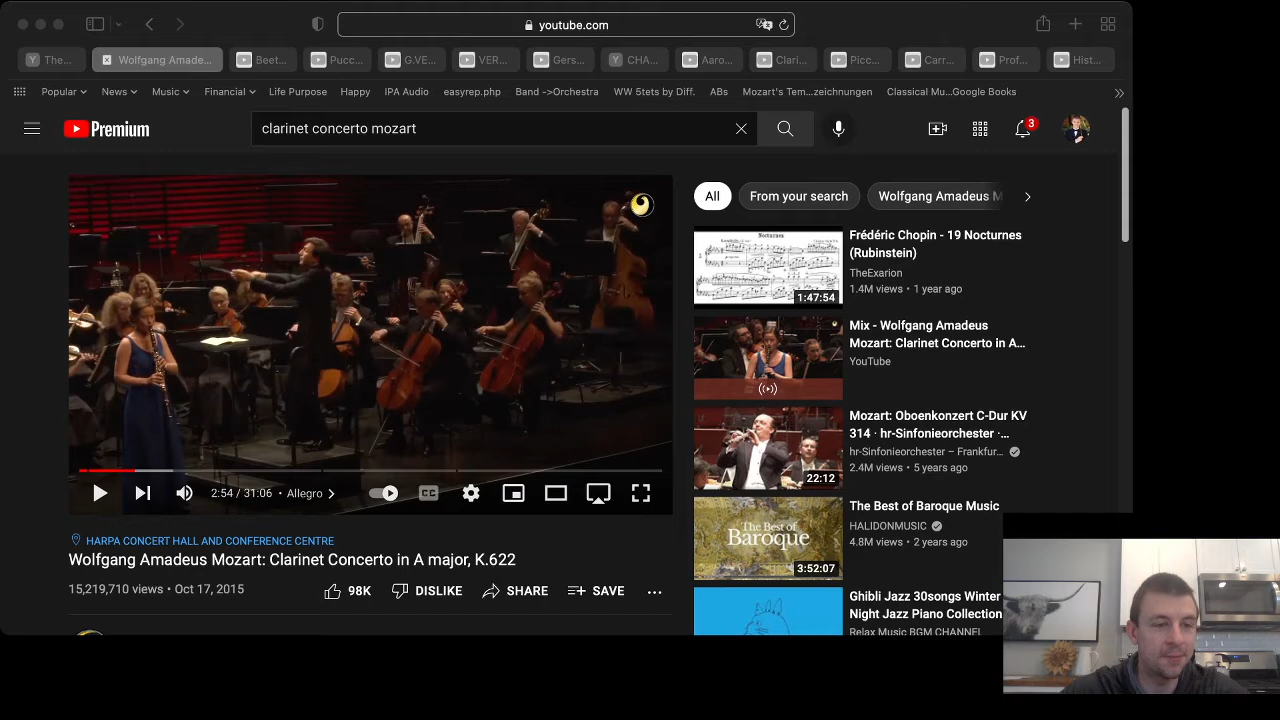 youtube.com
The...
Wolfgang Amade...
Beet...
Pucc...
G.VE...
VER...
Gers...
CHA...
Aaro...
Clari...
Picc...
Carr...
Prof...
Hist...
Popular
News
Music
Financial
Life Purpose
Happy
IPA Audio
easyrep.php
Band ->Orchestra
WW 5tets by Diff.
ABs
Mozart's Tem...zeichnungen
Classical Mu...Google Books
Premium
clarinet concerto mozart
3
2:54 / 31:06 • Allegro
CC
HARPA CONCERT HALL AND CONFERENCE CENTRE
Wolfgang Amadeus Mozart: Clarinet Concerto in A major, K.622
15,219,710 views • Oct 17, 2015
98K
DISLIKE
SHARE
SAVE
All
From your search
Wolfgang Amadeus M
Nocturnes
1:47:54
Frédéric Chopin - 19 Nocturnes
(Rubinstein)
TheExarion
1.4M views • 1 year ago
Mix - Wolfgang Amadeus
Mozart: Clarinet Concerto in A...
YouTube
22:12
Mozart: Oboenkonzert C-Dur KV
314 · hr-Sinfonieorchester ·...
hr-Sinfonieorchester – Frankfur...
2.4M views • 5 years ago
The Best of
Baroque
3:52:07
The Best of Baroque Music
HALIDONMUSIC
4.8M views • 2 years ago
Ghibli Jazz 30songs Winter
Night Jazz Piano Collection
Relax Music BGM CHANNEL